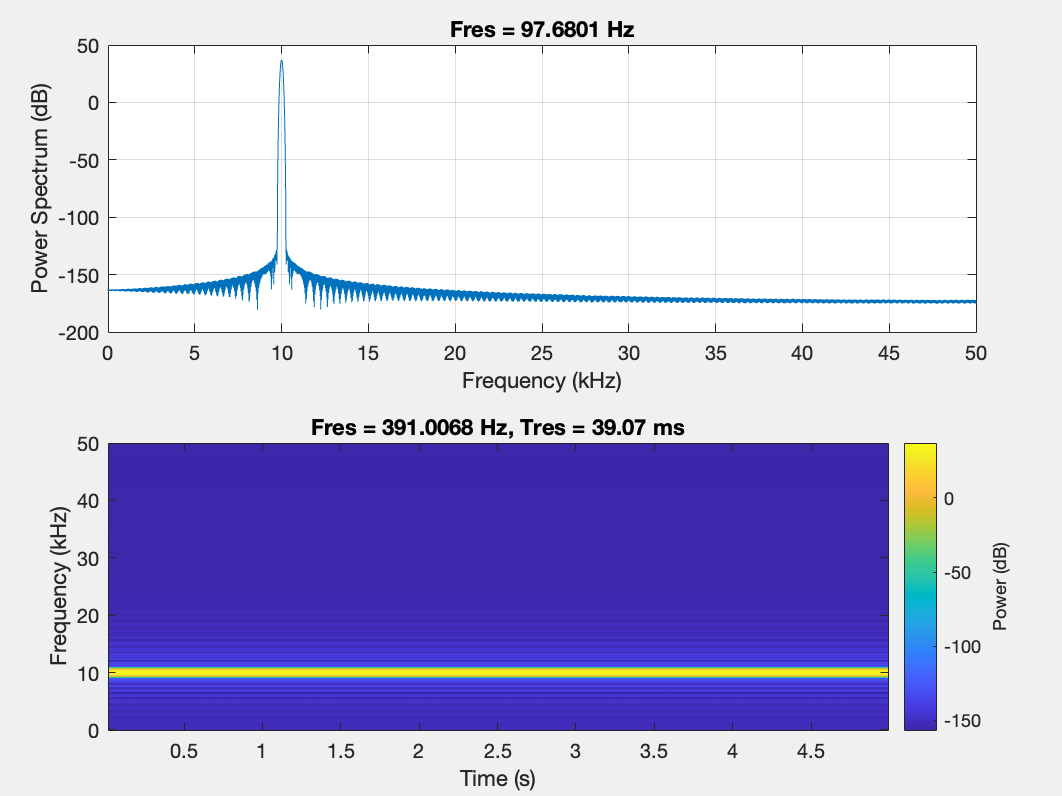 Fres = 97.6801 Hz
Power Spectrum (dB)
50
0
-50
-100
-150
-200
0 5 10 15 20 25 30 35 40 45 50
Frequency (kHz)
Fres = 391.0068 Hz, Tres = 39.07 ms
Frequency (kHz)
50
40
30
20
10
0
0.5 1 1.5 2 2.5 3 3.5 4 4.5
Time (s)
0
-50
-100
-150
Power (dB)